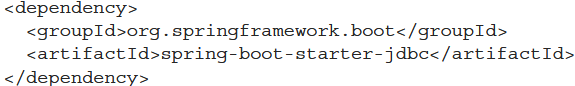 <dependency>
  <groupId>org.springframework.boot</groupId>
  <artifactId>spring-boot-starter-jdbc</artifactId>
</dependency>